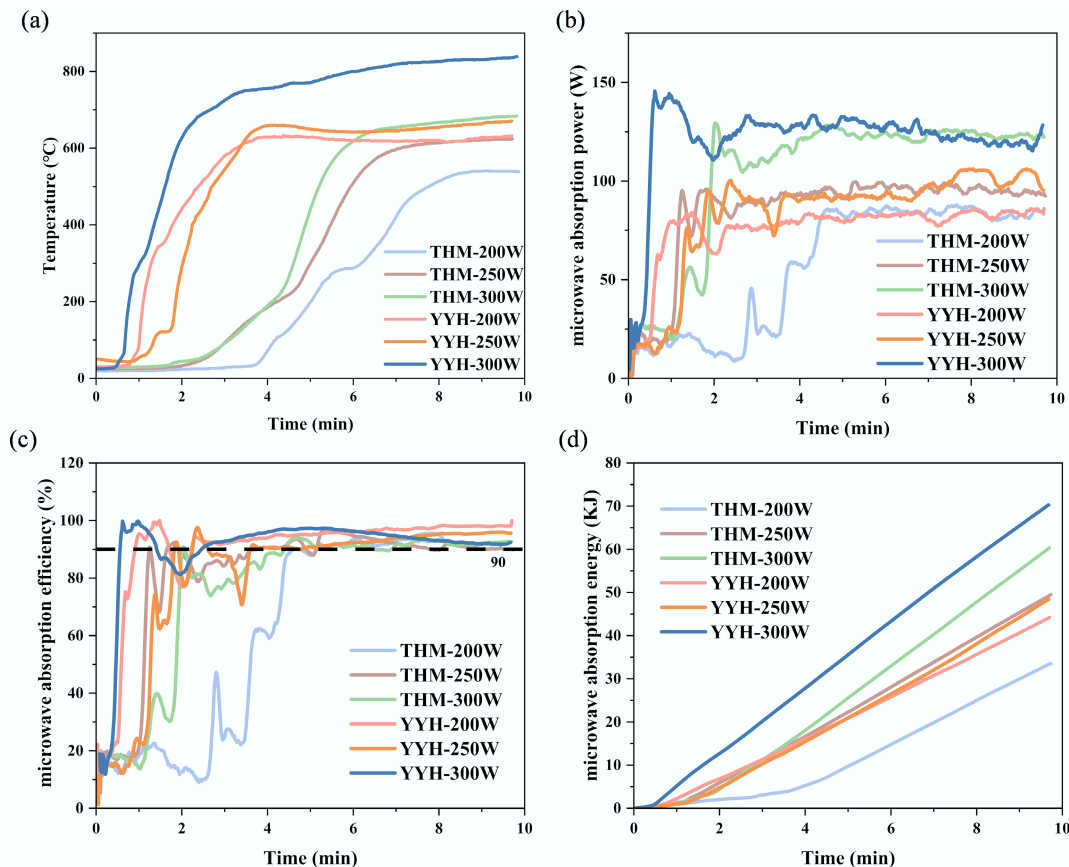 (a)
Temperature (°C)
800
600
400
200
0
THM-200W
THM-250W
THM-300W
YYH-200W
YYH-250W
YYH-300W
0 2 4 6 8 10
Time (min)
(b)
microwave absorption power (W)
150
100
50
0
THM-200W
THM-250W
THM-300W
YYH-200W
YYH-250W
YYH-300W
0 2 4 6 8 10
Time (min)
(c)
microwave absorption efficiency (%)
120
100
80
60
40
20
0
90
THM-200W
THM-250W
THM-300W
YYH-200W
YYH-250W
YYH-300W
0 2 4 6 8 10
Time (min)
(d)
microwave absorption energy (KJ)
80
70
60
50
40
30
20
10
0
THM-200W
THM-250W
THM-300W
YYH-200W
YYH-250W
YYH-300W
0 2 4 6 8 10
Time (min)